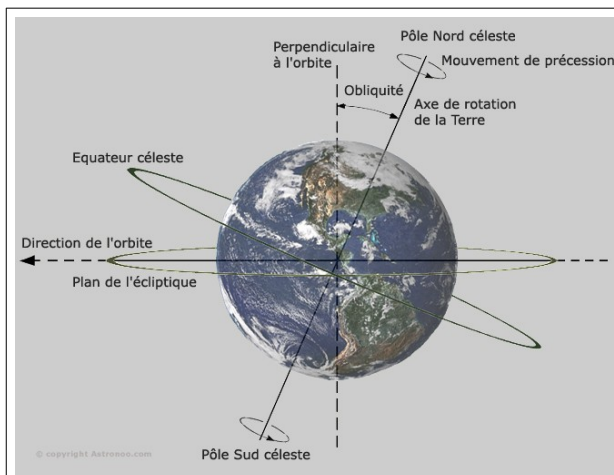 Pôle Nord céleste
Perpendiculaire
à l'orbite
Mouvement de précession
Obliquité
Axe de rotation
de la Terre
Equateur céleste
Direction de l'orbite
Plan de l'écliptique
© copyright Astronoo.com
Pôle Sud céleste